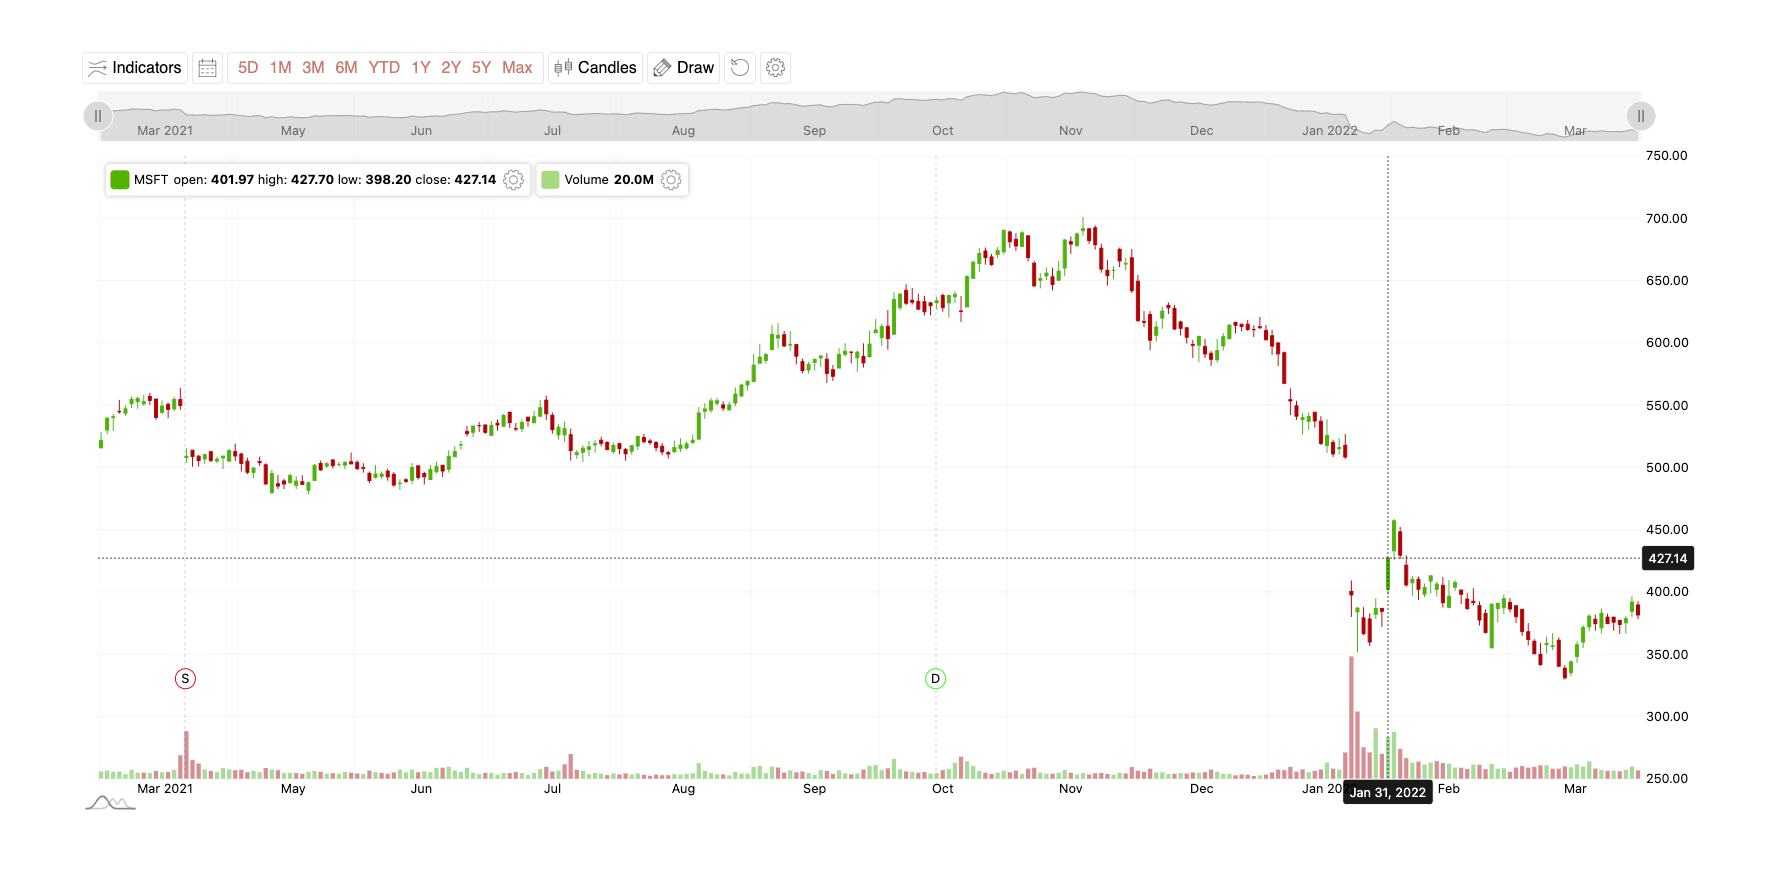 Indicators 5D 1M 3M 6M YTD 1Y 2Y 5Y Max Candles Draw
Mar 2021 May Jun Jul Aug Sep Oct Nov Dec Jan 2022 Feb Mar
MSFT open: 401.97 high: 427.70 low: 398.20 close: 427.14 Volume 20.0M
750.00
700.00
650.00
600.00
550.00
500.00
450.00
427.14
400.00
350.00
S D
300.00
250.00
Mar 2021 May Jun Jul Aug Sep Oct Nov Dec Jan 202 Feb Mar
Jan 31, 2022